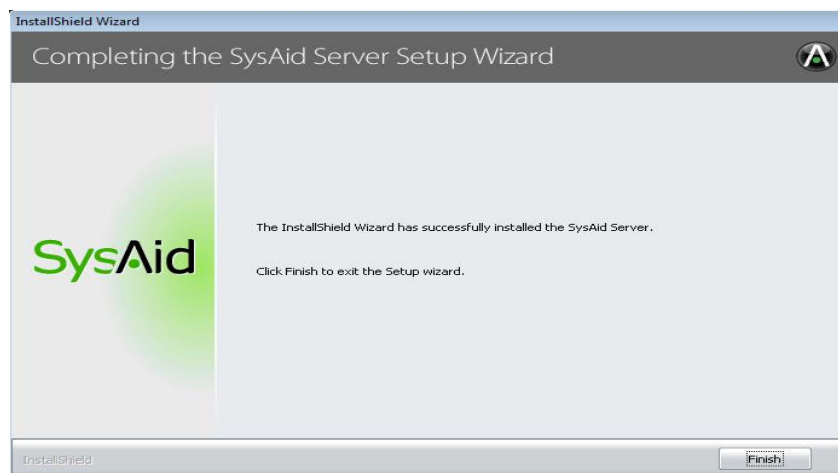 InstallShield Wizard
Completing the SysAid Server Setup Wizard
SysAid
The InstallShield Wizard has successfully installed the SysAid Server.
Click Finish to exit the Setup wizard.
InstallShield
Finish